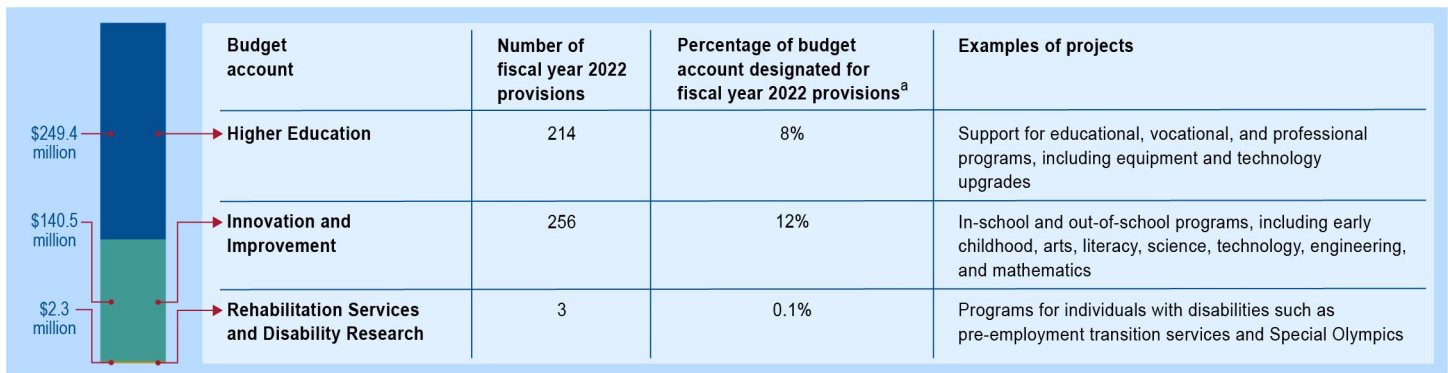 Budget
account
Number of
fiscal year 2022
provisions
Percentage of budget
account designated for
fiscal year 2022 provisionsa
Examples of projects
$249.4
million
Higher Education
214
8%
Support for educational, vocational, and professional
programs, including equipment and technology
upgrades
$140.5
million
Innovation and
Improvement
256
12%
In-school and out-of-school programs, including early
childhood, arts, literacy, science, technology, engineering,
and mathematics
$2.3
million
Rehabilitation Services
and Disability Research
3
0.1%
Programs for individuals with disabilities such as
pre-employment transition services and Special Olympics